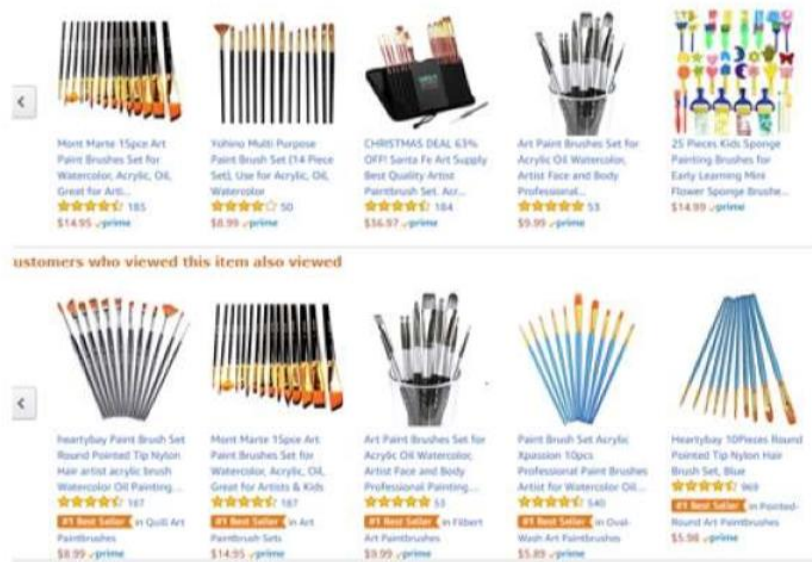 Mont Marte 15pce Art
Paint Brushes Set for
Watercolor, Acrylic, Oil,
Great for Arti...
185
$14.95 prime
Yohino Multi Purpose
Paint Brush Set (14 Piece
Set), Use for Acrylic, Oil,
Watercolor
50
$8.99 prime
CHRISTMAS DEAL 63%
OFF! Santa Fe Art Supply
Best Quality Artist
Paintbrush Set. Acr...
184
$36.97 prime
Art Paint Brushes Set for
Acrylic Oil Watercolor,
Artist Face and Body
Professional...
53
$9.99 prime
25 Pieces Kids Sponge
Painting Brushes for
Early Learning Mini
Flower Sponge Brushe...
$14.99 prime
ustomers who viewed this item also viewed
heartybay Paint Brush Set
Round Pointed Tip Nylon
Hair artist acrylic brush
Watercolor Oil Painting...
187
#1 Best Seller in Quill Art
Paintbrushes
$8.99 prime
Mont Marte 15pce Art
Paint Brushes Set for
Watercolor, Acrylic, Oil,
Great for Artists & Kids
187
#1 Best Seller in Art
Paintbrush Sets
$14.95 prime
Art Paint Brushes Set for
Acrylic Oil Watercolor,
Artist Face and Body
Professional Painting...
53
#1 Best Seller in Filbert
Art Paintbrushes
$9.99 prime
Paint Brush Set Acrylic
Xpassion 10pcs
Professional Paint Brushes
Artist for Watercolor Oil...
540
#1 Best Seller in Oval-
Wash Art Paintbrushes
$5.89 prime
Heartybay 10Pieces Round
Pointed Tip Nylon Hair
Brush Set, Blue
969
#1 Best Seller in Pointed-
Round Art Paintbrushes
$5.98 prime